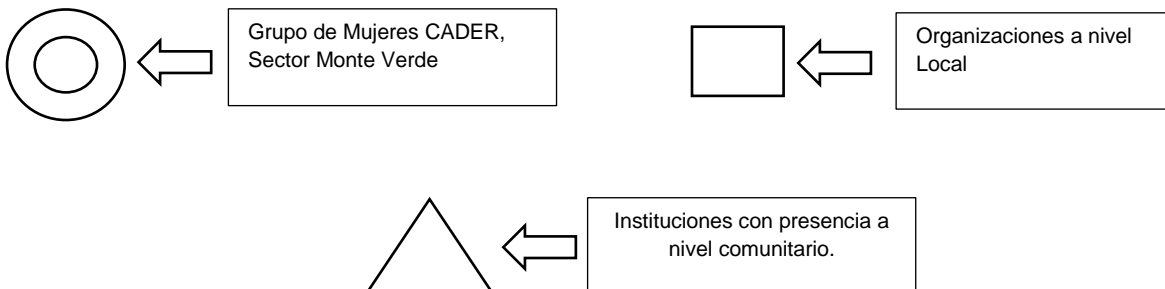 Grupo de Mujeres CADER,
Sector Monte Verde
Organizaciones a nivel
Local
Instituciones con presencia a
nivel comunitario.